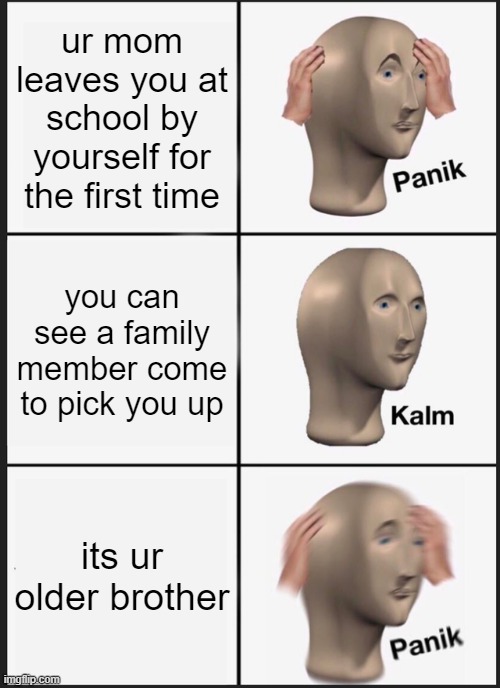 ur mom
leaves you at
school by
yourself for
the first time
Panik
you can
see a family
member come
to pick you up
Kalm
its ur
older brother
Panik
imgflip.com